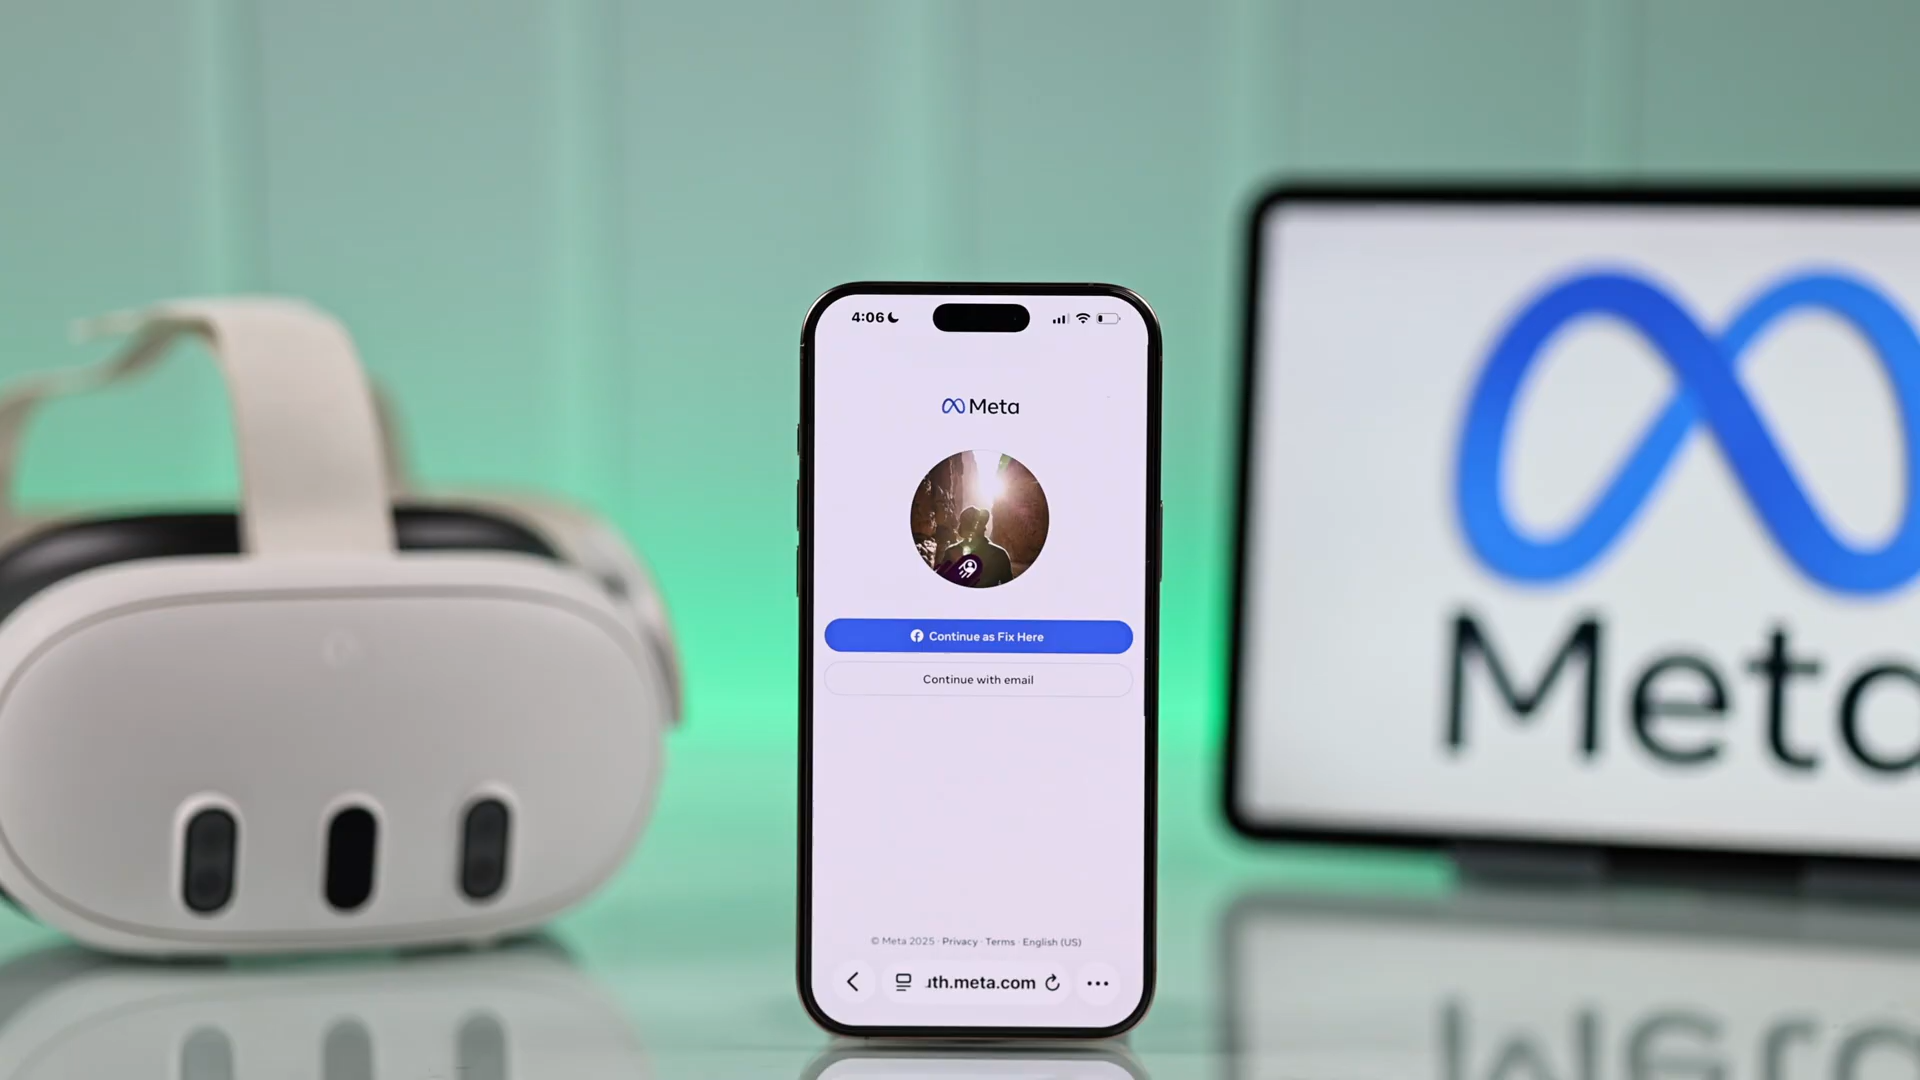 4:06
Meta
Continue as Fix Here
Continue with email
© Meta 2025 · Privacy · Terms · English (US)
uth.meta.com
Meta